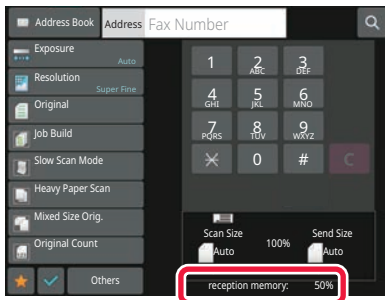 Address Book
Address
Fax Number
Exposure
Auto
Resolution
Super Fine
Original
Job Build
Slow Scan Mode
Heavy Paper Scan
Mixed Size Orig.
Original Count
Others
1
2
ABC
3
DEF
4
GHI
5
JKL
6
MNO
7
PQRS
8
TUV
9
WXYZ
0
#
C
Scan Size
Auto
100%
Send Size
Auto
reception memory: 50%